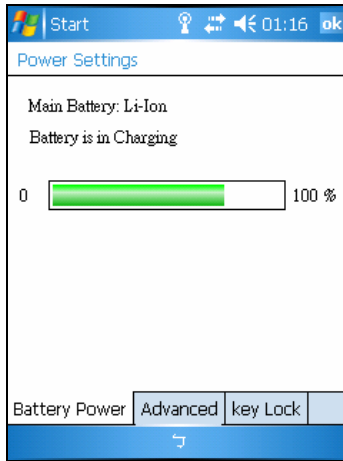 Start 01:16 ok
Power Settings
Main Battery: Li-Ion
Battery is in Charging
0 100 %
Battery Power Advanced key Lock